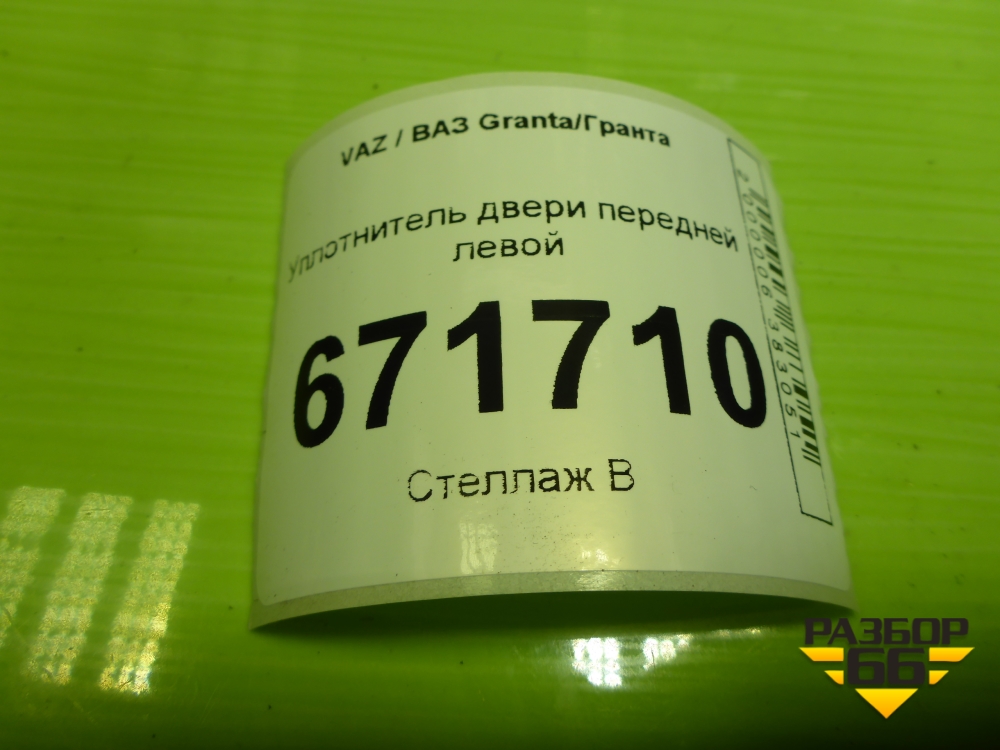 VAZ / ВАЗ Granta/Гранта
Уплотнитель двери передней
левой
671710
Стеллаж В
2000006383051
РАЗБОР
66